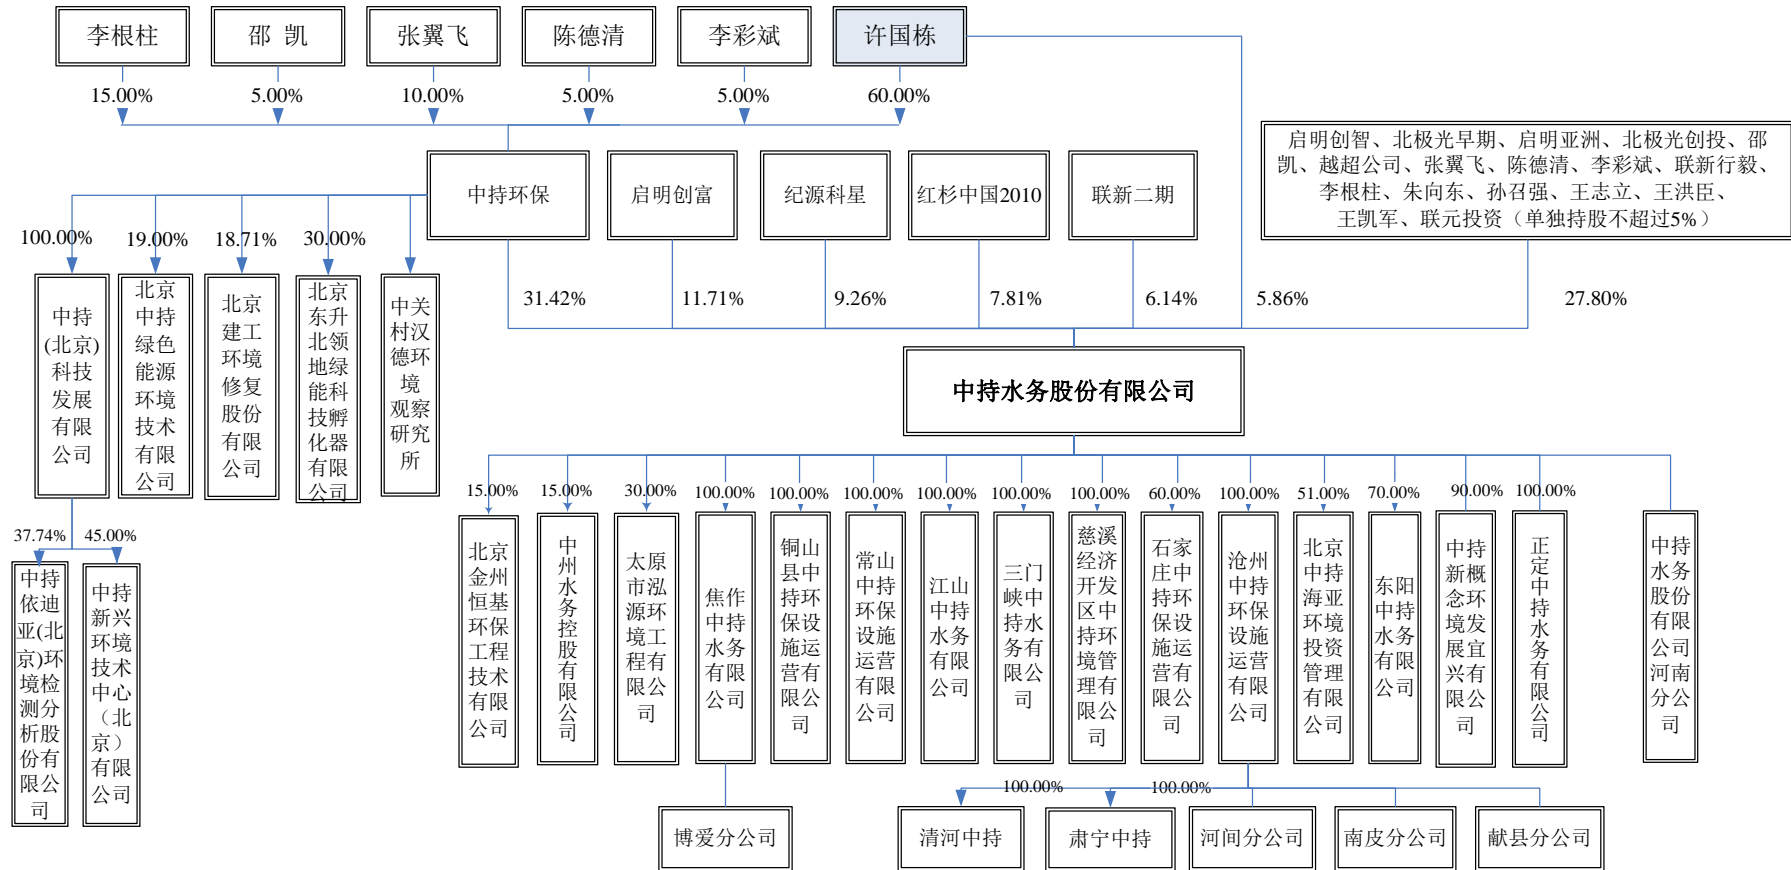 李根柱
邵 凯
张翼飞
陈德清
李彩斌
许国栋
15.00%
5.00%
10.00%
5.00%
5.00%
60.00%
中持环保
启明创富
纪源科星
红杉中国2010
联新二期
启明创智、北极光早期、启明亚洲、北极光创投、邵
凯、越超公司、张翼飞、陈德清、李彩斌、联新行毅、
李根柱、朱向东、孙召强、王志立、王洪臣、
王凯军、联元投资（单独持股不超过5%）
100.00%
19.00%
18.71%
30.00%
31.42%
11.71%
9.26%
7.81%
6.14%
5.86%
27.80%
中持
(北京)
科技
发展
有限
公司
北京
中持
绿色
能源
环境
技术
有限
公司
北京
建工
环境
修复
股份
有限
公司
北京
东升
北领
地绿
能科
技孵
化器
有限
公司
中关
村汉
德环
境
观察
研究
所
中持水务股份有限公司
37.74%
45.00%
中持
依迪
亚(北
京)环
境检
测分
析股
份有
限公
司
中持
新兴
环境
技术
中心
（北
京）
有限
公司
15.00%
15.00%
30.00%
100.00%
100.00%
100.00%
100.00%
100.00%
100.00%
60.00%
100.00%
51.00%
70.00%
90.00%
100.00%
北京
金州
恒基
环保
工程
技术
有限
公司
中
州
水
务
控
股
有
限
公
司
太原
市泓
源环
境工
程有
限公
司
焦作
中持
水务
有限
公司
铜山
县中
持环
保设
施运
营有
限公
司
常山
中持
环保
设施
运营
有限
公司
江山
中持
水务
有限
公司
三门
峡中
持水
务有
限公
司
慈溪
经济
开发
区中
持环
境管
理有
限公
司
石家
庄中
持环
保设
施运
营有
限公
司
沧州
中持
环保
设施
运营
有限
公司
北京
中持
海亚
环境
投资
管理
有限
公司
东阳
中持
水务
有限
公司
中持
新概
念环
境发
展宜
兴有
限公
司
正
定
中
持
水
务
有
限
公
司
中持
水务
股份
有限
公司
河南
分公
司
100.00%
100.00%
博爱分公司
清河中持
肃宁中持
河间分公司
南皮分公司
献县分公司